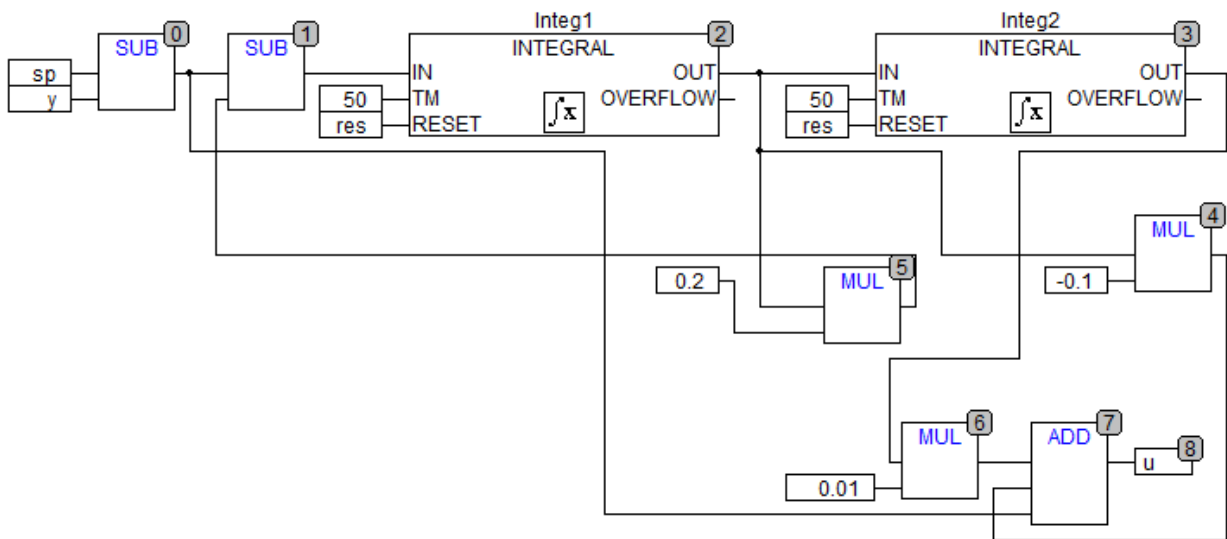 Integ1
Integ2
0
1
2
3
SUB
SUB
INTEGRAL
INTEGRAL
sp
y
IN
OUT
IN
OUT
50
TM
OVERFLOW
50
TM
OVERFLOW
res
RESET
∫x
res
RESET
∫x
4
MUL
5
0.2
MUL
-0.1
6
7
MUL
ADD
8
u
0.01